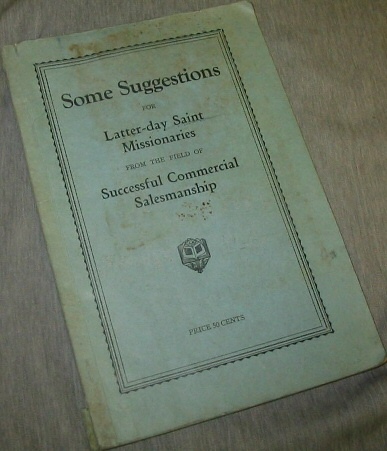 Some Suggestions
FOR
Latter-day Saint
Missionaries
FROM THE FIELD OF
Successful Commercial
Salesmanship
PRICE 50 CENTS